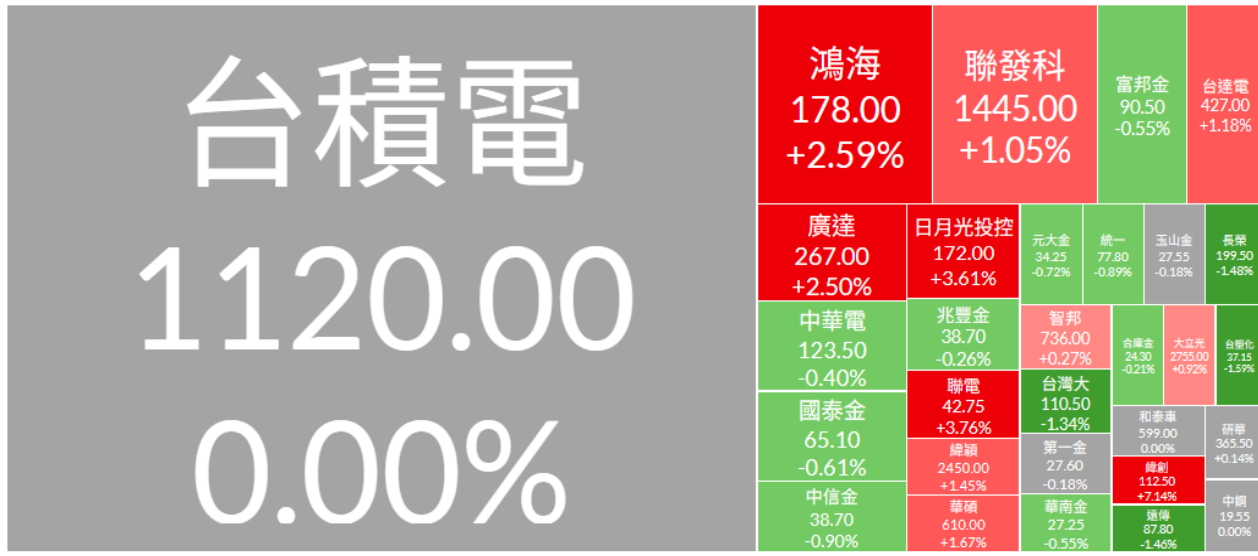 台積電
1120.00
0.00%
鴻海
178.00
+2.59%
聯發科
1445.00
+1.05%
富邦金
90.50
-0.55%
台達電
427.00
+1.18%
廣達
267.00
+2.50%
日月光投控
172.00
+3.61%
元大金
34.25
-0.72%
統一
77.80
-0.89%
玉山金
27.55
-0.18%
長榮
199.50
-1.48%
中華電
123.50
-0.40%
兆豐金
38.70
-0.26%
智邦
736.00
+0.27%
合庫金
24.30
-0.21%
大立光
2755.00
+0.92%
台塑化
37.15
-1.59%
聯電
42.75
+3.76%
台灣大
110.50
-1.34%
國泰金
65.10
-0.61%
和泰車
599.00
0.00%
研華
365.50
+0.14%
緯穎
2450.00
+1.45%
第一金
27.60
-0.18%
緯創
112.50
+7.14%
中信金
38.70
-0.90%
華碩
610.00
+1.67%
華南金
27.25
-0.55%
遠傳
87.80
-1.46%
中鋼
19.55
0.00%